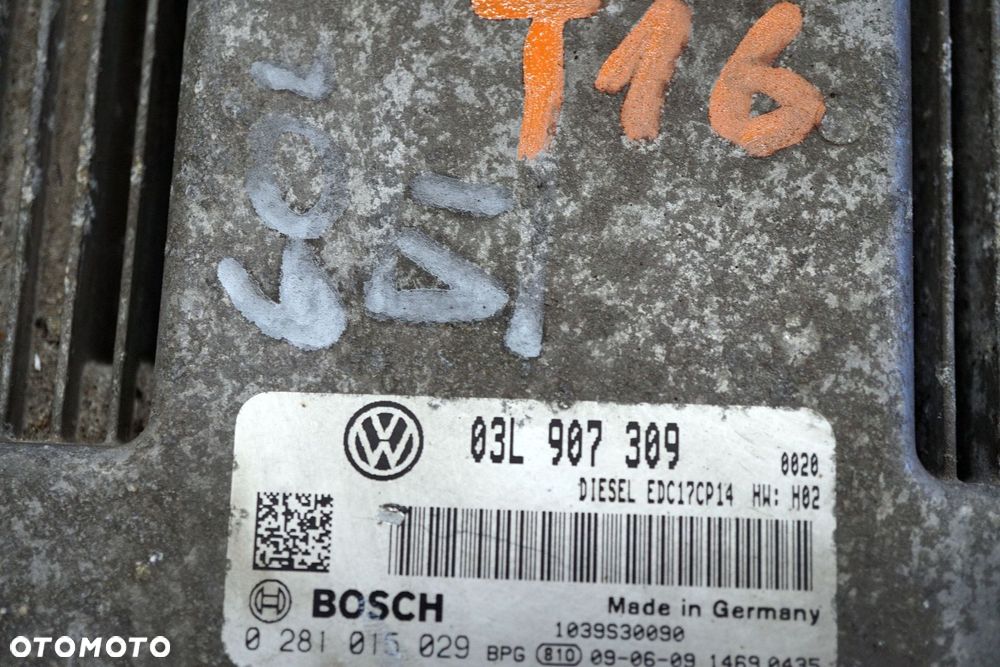 T16
03L 907 309
0020
DIESEL EDC17CP14 HW: H02
BOSCH
Made in Germany
1039S30090
0 281 015 029
BPG 810 09-06-09 1469 0435
OTOMOTO